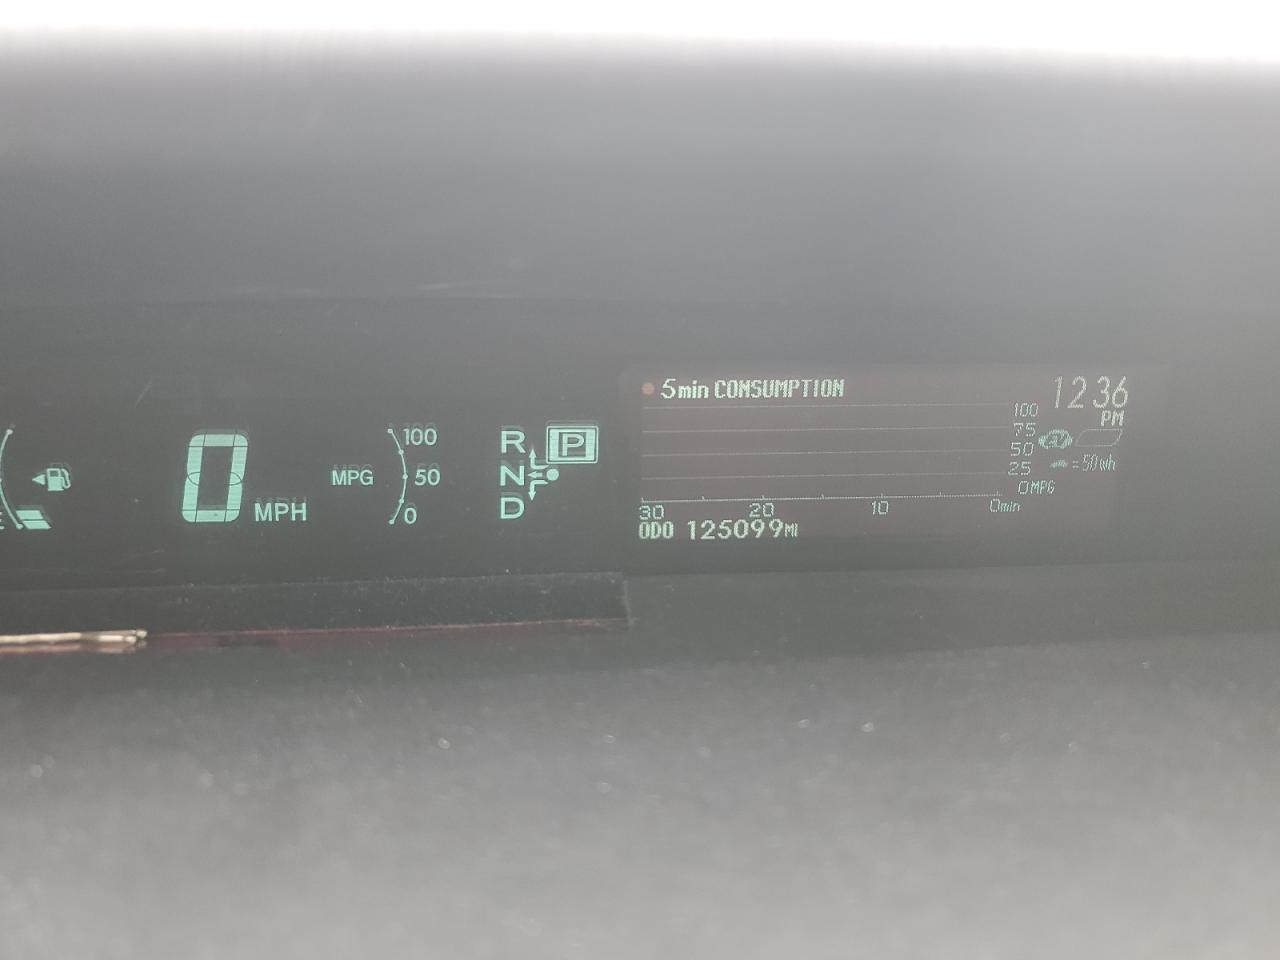 0 MPH
MPG
100
50
0
R
N
D
P
5min CONSUMPTION
12 36
PM
100
75
50
25
0MPG
= 50wh
30 20 10 0min
ODO 125099MI